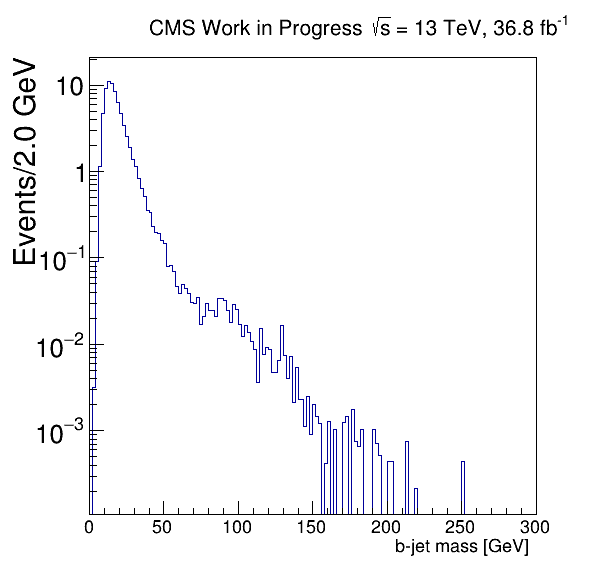 CMS Work in Progress √s = 13 TeV, 36.8 fb⁻¹
Events/2.0 GeV
10
1
10⁻¹
10⁻²
10⁻³
0 50 100 150 200 250 300
b-jet mass [GeV]